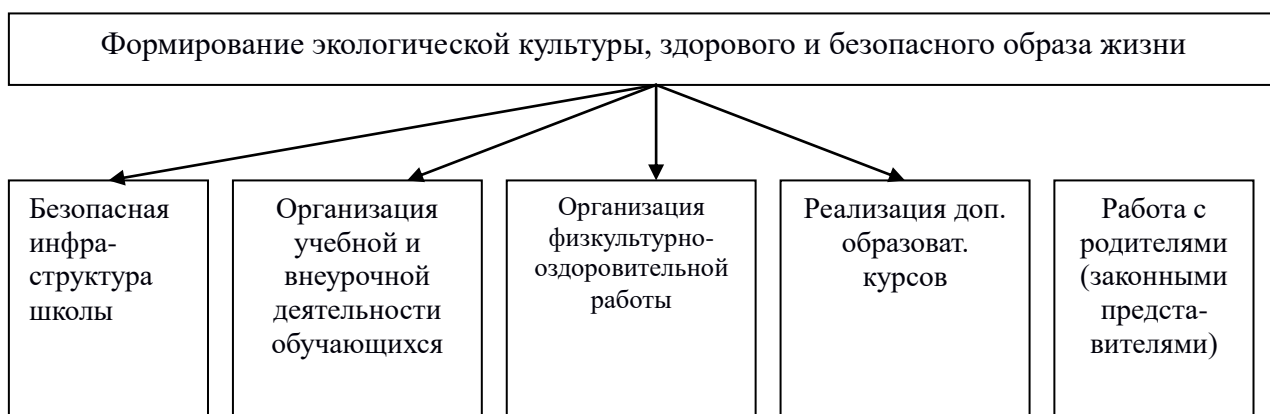 Формирование экологической культуры, здорового и безопасного образа жизни
Безопасная
инфра-
структура
школы
Организация
учебной и
внеурочной
деятельности
обучающихся
Организация
физкультурно-
оздоровительной
работы
Реализация доп.
образоват.
курсов
Работа с
родителями
(законными
предста-
вителями)